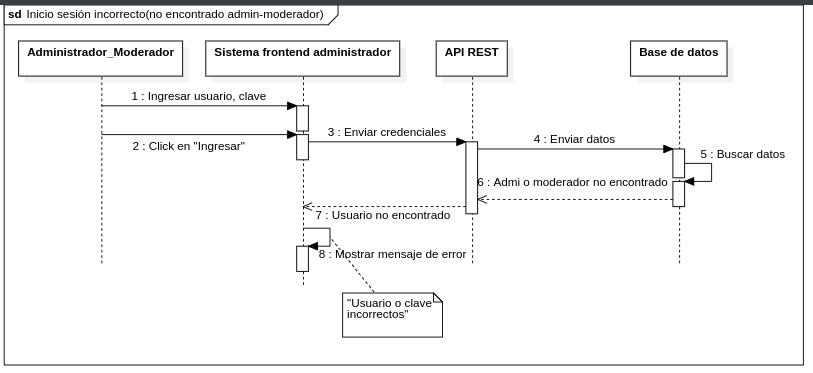 sd Inicio sesión incorrecto(no encontrado admin-moderador)
Administrador_Moderador
Sistema frontend administrador
API REST
Base de datos
1 : Ingresar usuario, clave
2 : Click en "Ingresar"
3 : Enviar credenciales
4 : Enviar datos
5 : Buscar datos
6 : Admi o moderador no encontrado
7 : Usuario no encontrado
8 : Mostrar mensaje de error
"Usuario o clave
incorrectos"